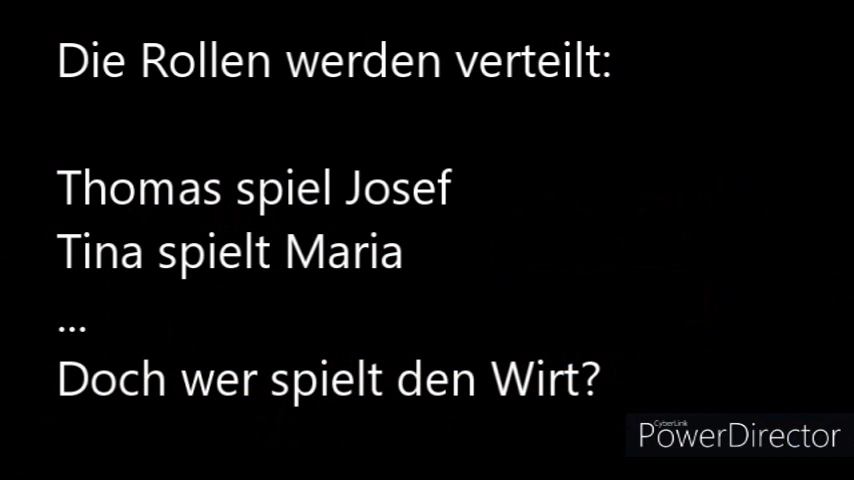 Die Rollen werden verteilt:
Thomas spiel Josef
Tina spielt Maria
...
Doch wer spielt den Wirt?
CyberLink
PowerDirector